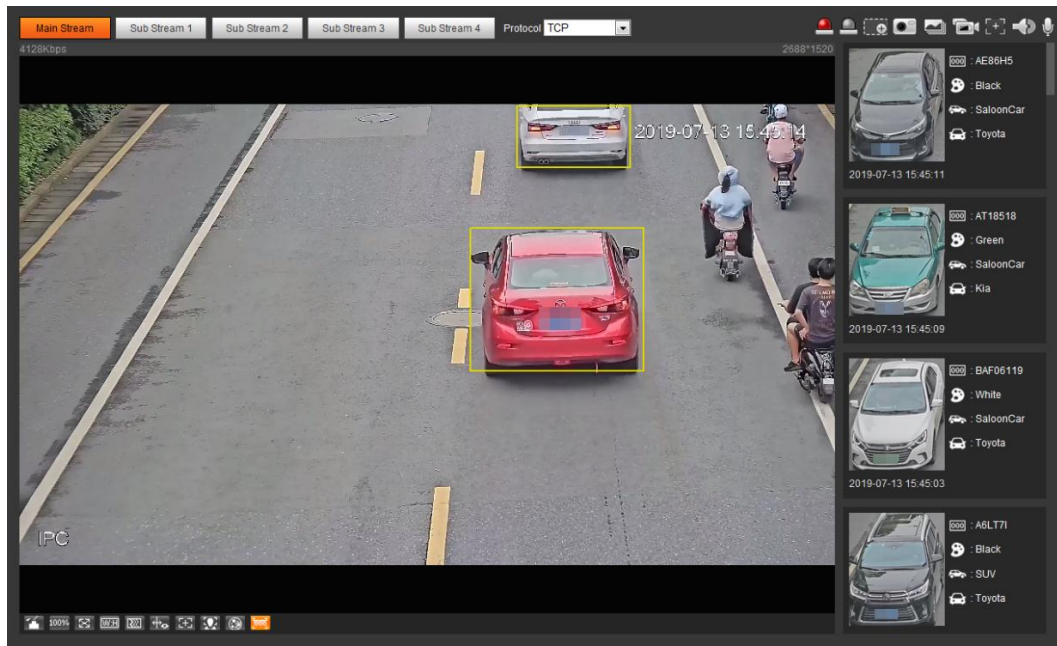 Main Stream Sub Stream 1 Sub Stream 2 Sub Stream 3 Sub Stream 4 Protocol TCP
4128Kbps 2688*1520
2019-07-13 15:45:14
IPC
100% W:H
: AE86H5
: Black
: SaloonCar
: Toyota
2019-07-13 15:45:11
: AT18518
: Green
: SaloonCar
: Kia
2019-07-13 15:45:09
: BAF06119
: White
: SaloonCar
: Toyota
2019-07-13 15:45:03
: A6LT7I
: Black
: SUV
: Toyota